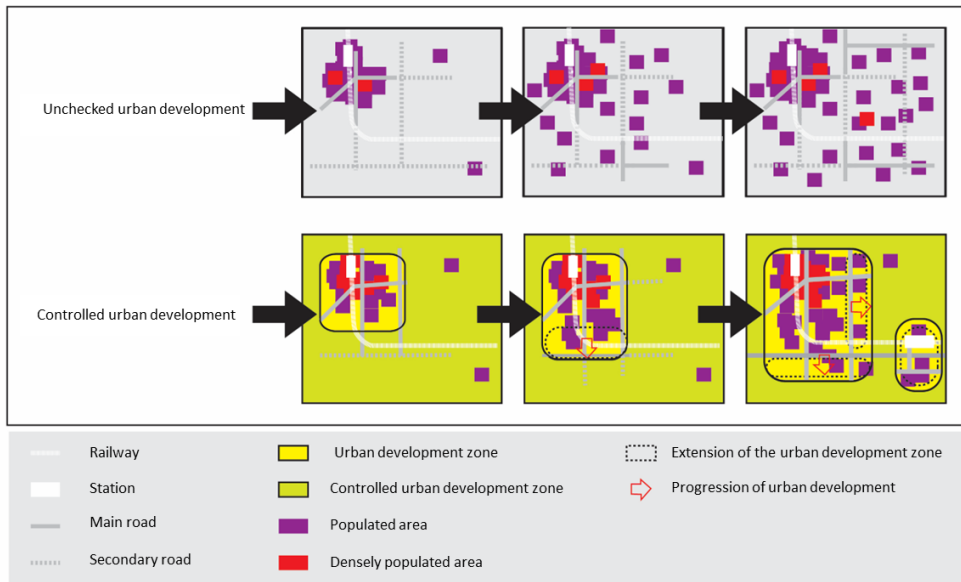 Unchecked urban development
Controlled urban development
Railway
Urban development zone
Extension of the urban development zone
Station
Controlled urban development zone
Progression of urban development
Main road
Populated area
Secondary road
Densely populated area